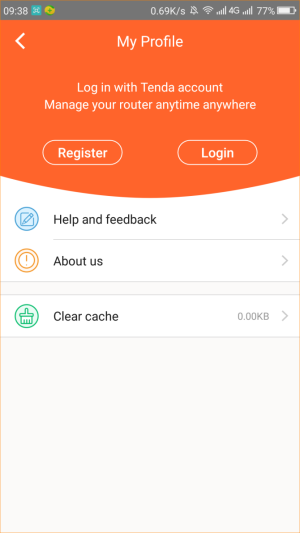 09:38 0.69K/s 4G 77%
My Profile
Log in with Tenda account
Manage your router anytime anywhere
Register Login
Help and feedback
About us
Clear cache 0.00KB